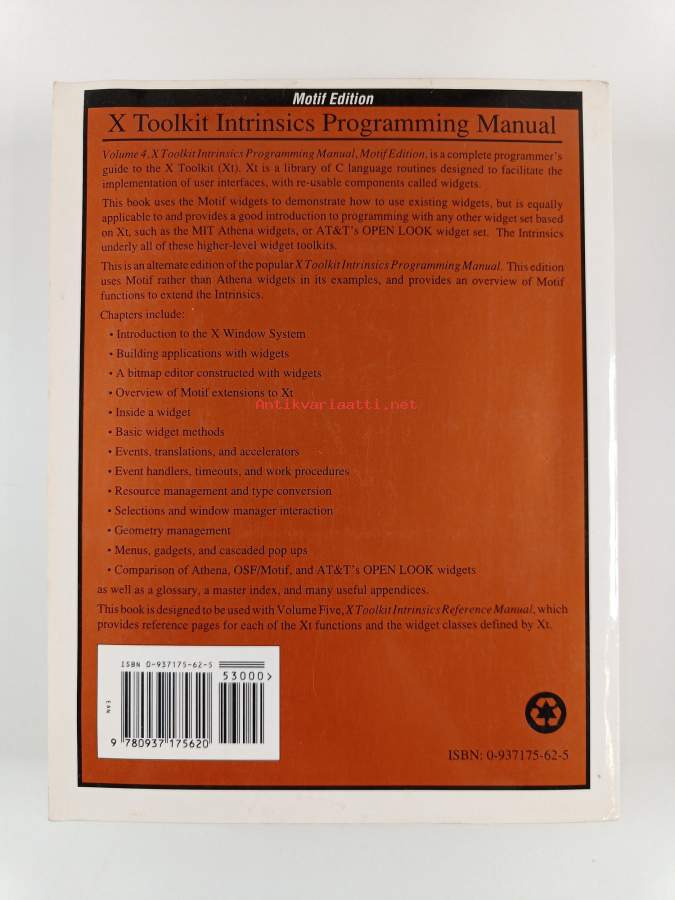 Motif Edition
X Toolkit Intrinsics Programming Manual
Volume 4, X Toolkit Intrinsics Programming Manual, Motif Edition, is a complete programmer's
guide to the X Toolkit (Xt). Xt is a library of C language routines designed to facilitate the
implementation of user interfaces, with re-usable components called widgets.
This book uses the Motif widgets to demonstrate how to use existing widgets, but is equally
applicable to and provides a good introduction to programming with any other widget set based
on Xt, such as the MIT Athena widgets, or AT&T's OPEN LOOK widget set. The Intrinsics
underly all of these higher-level widget toolkits.
This is an alternate edition of the popular X Toolkit Intrinsics Programming Manual. This edition
uses Motif rather than Athena widgets in its examples, and provides an overview of Motif
functions to extend the Intrinsics.
Chapters include:
• Introduction to the X Window System
• Building applications with widgets
• A bitmap editor constructed with widgets
• Overview of Motif extensions to Xt
Antikvariaatti.net
• Inside a widget
• Basic widget methods
• Events, translations, and accelerators
• Event handlers, timeouts, and work procedures
• Resource management and type conversion
• Selections and window manager interaction
• Geometry management
• Menus, gadgets, and cascaded pop ups
• Comparison of Athena, OSF/Motif, and AT&T's OPEN LOOK widgets
as well as a glossary, a master index, and many useful appendices.
This book is designed to be used with Volume Five, X Toolkit Intrinsics Reference Manual, which
provides reference pages for each of the Xt functions and the widget classes defined by Xt.
ISBN 0-937175-62-5
53000>
EAN
9 780937 175620
ISBN: 0-937175-62-5